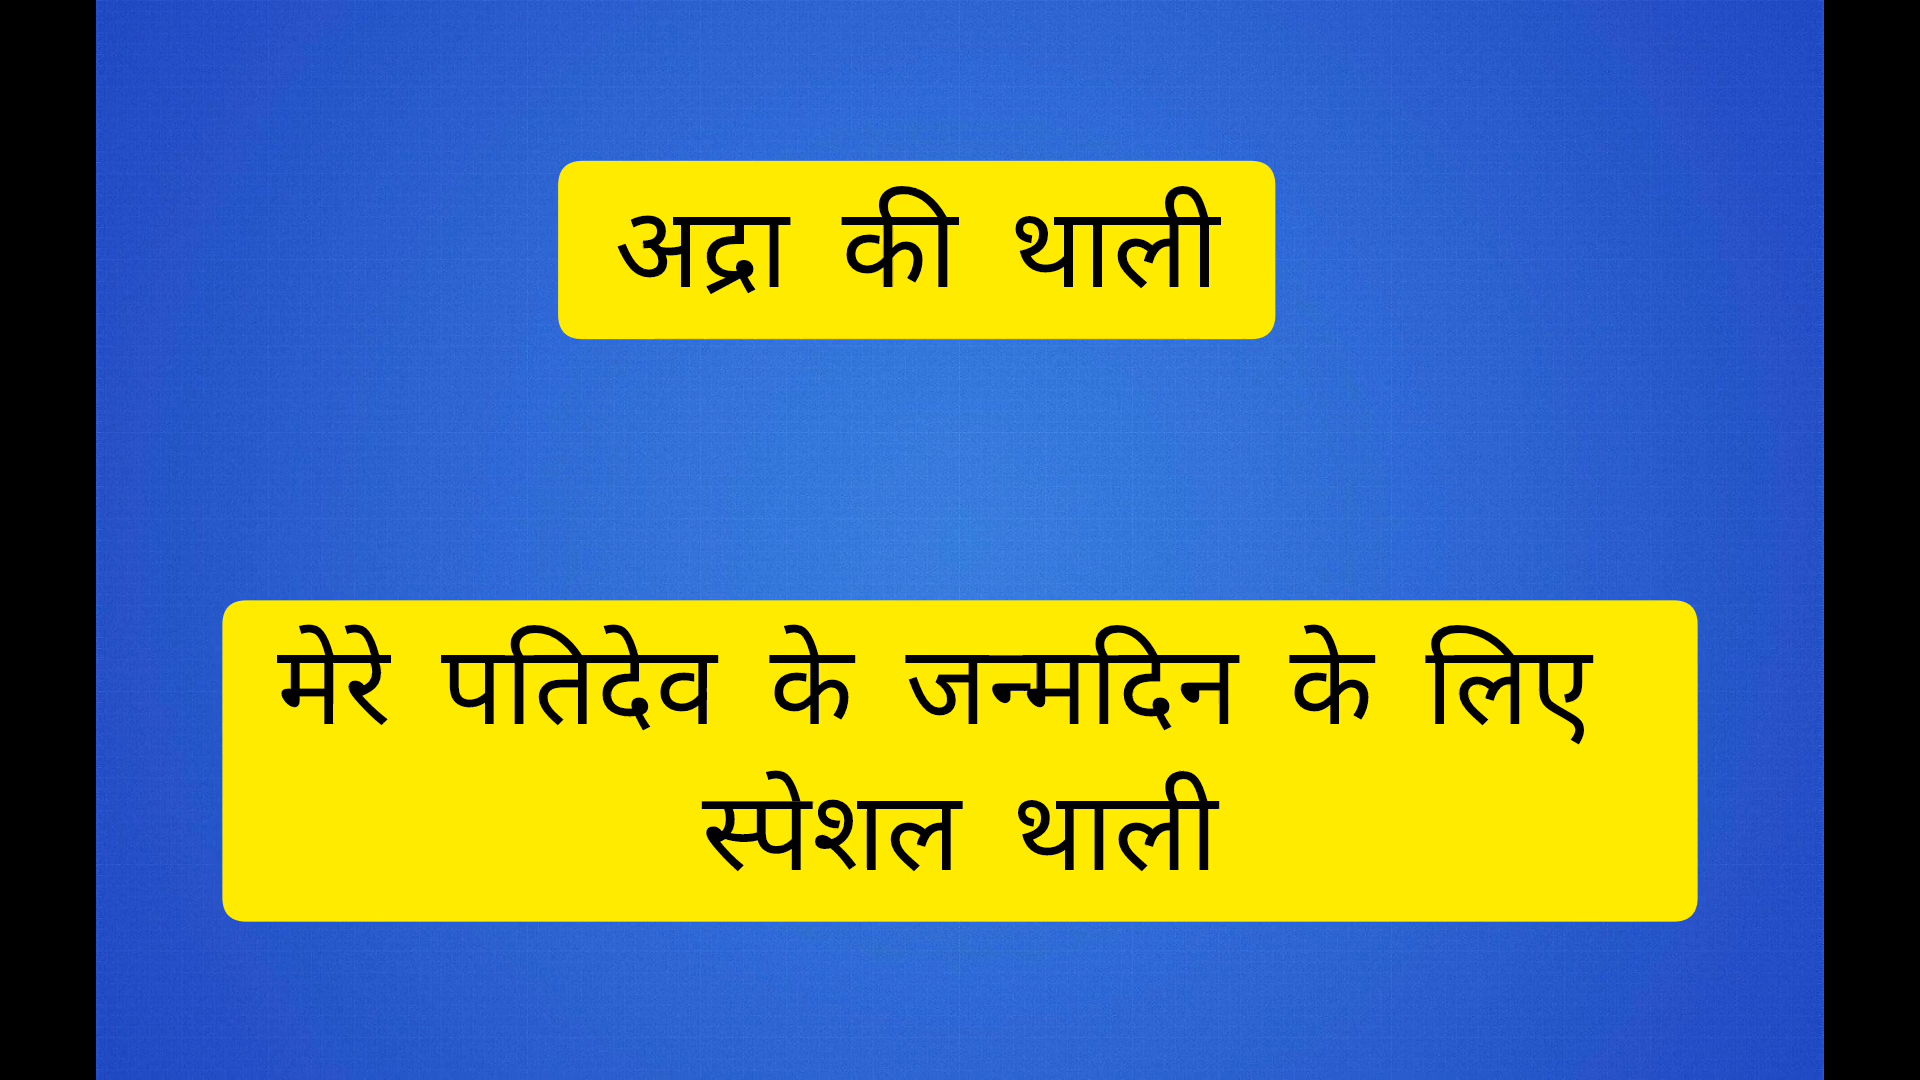 अद्रा की थाली
मेरे पतिदेव के जन्मदिन के लिए
स्पेशल थाली